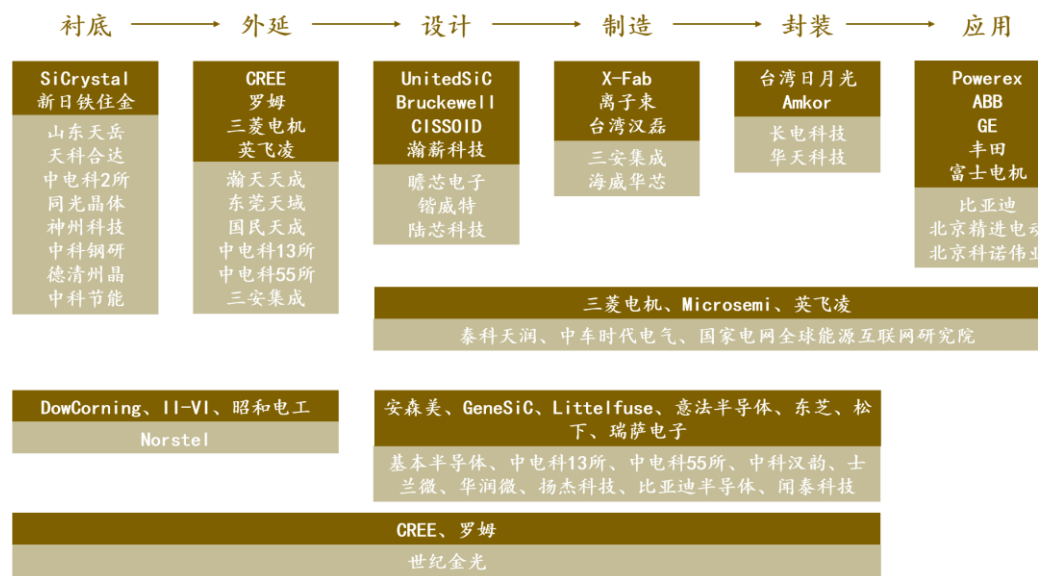 衬底 → 外延 → 设计 → 制造 → 封装 → 应用
SiCrystal
新日铁住金
山东天岳
天科合达
中电科2所
同光晶体
神州科技
中科钢研
德清州晶
中科节能
CREE
罗姆
三菱电机
英飞凌
瀚天天成
东莞天域
国民天成
中电科13所
中电科55所
三安集成
UnitedSiC
Bruckewell
CISSOID
瀚薪科技
瞻芯电子
锴威特
陆芯科技
X-Fab
离子束
台湾汉磊
三安集成
海威华芯
台湾日月光
Amkor
长电科技
华天科技
Powerex
ABB
GE
丰田
富士电机
比亚迪
北京精进电动
北京科诺伟业
三菱电机、Microsemi、英飞凌
泰科天润、中车时代电气、国家电网全球能源互联网研究院
DowCorning、II-VI、昭和电工
Norstel
安森美、GeneSiC、Littelfuse、意法半导体、东芝、松
下、瑞萨电子
基本半导体、中电科13所、中电科55所、中科汉韵、士
兰微、华润微、扬杰科技、比亚迪半导体、闻泰科技
CREE、罗姆
世纪金光